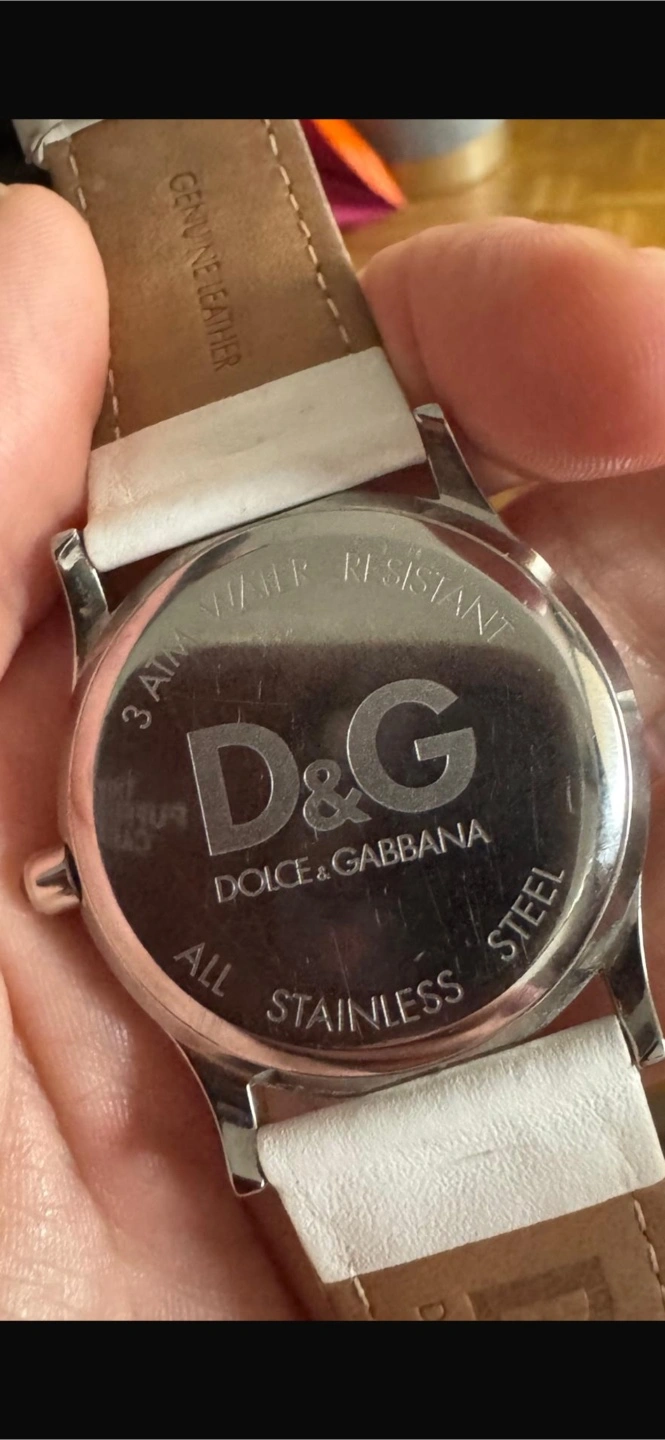 GENUINE LEATHER
3 ATM WATER RESISTANT
D&G
DOLCE & GABBANA
ALL STAINLESS STEEL
D